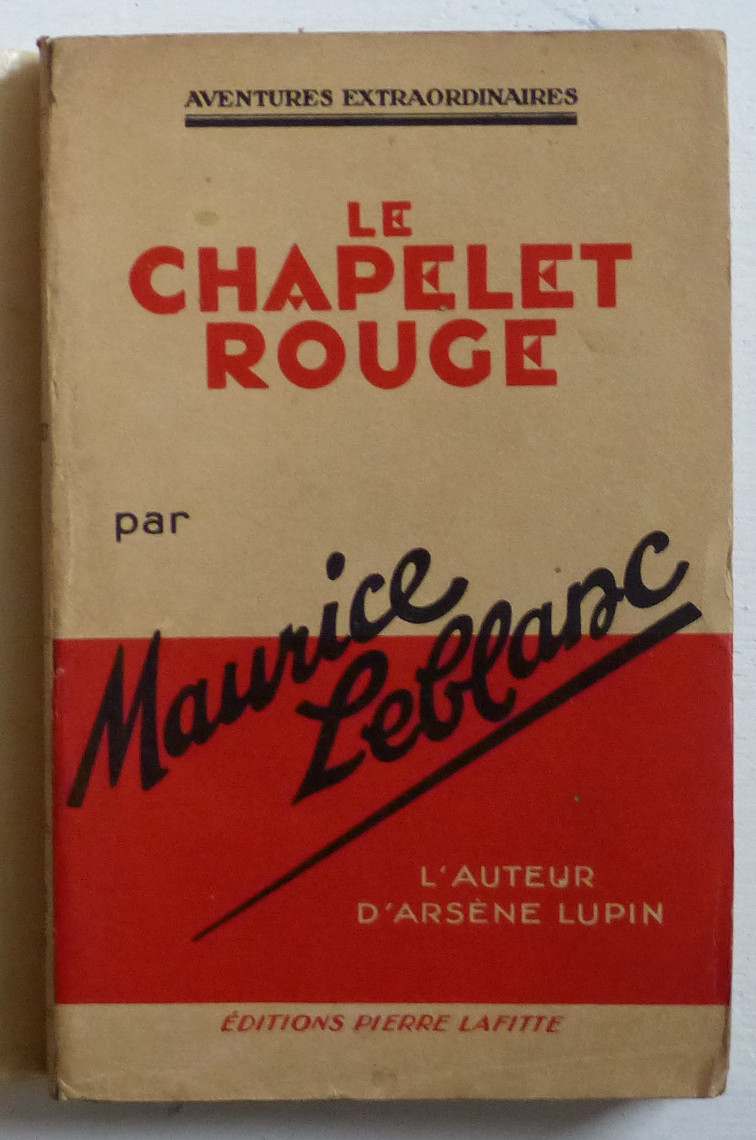 AVENTURES EXTRAORDINAIRES
LE
CHAPELET
ROUGE
par
Maurice
Leblanc
L'AUTEUR
D'ARSÈNE LUPIN
ÉDITIONS PIERRE LAFITTE